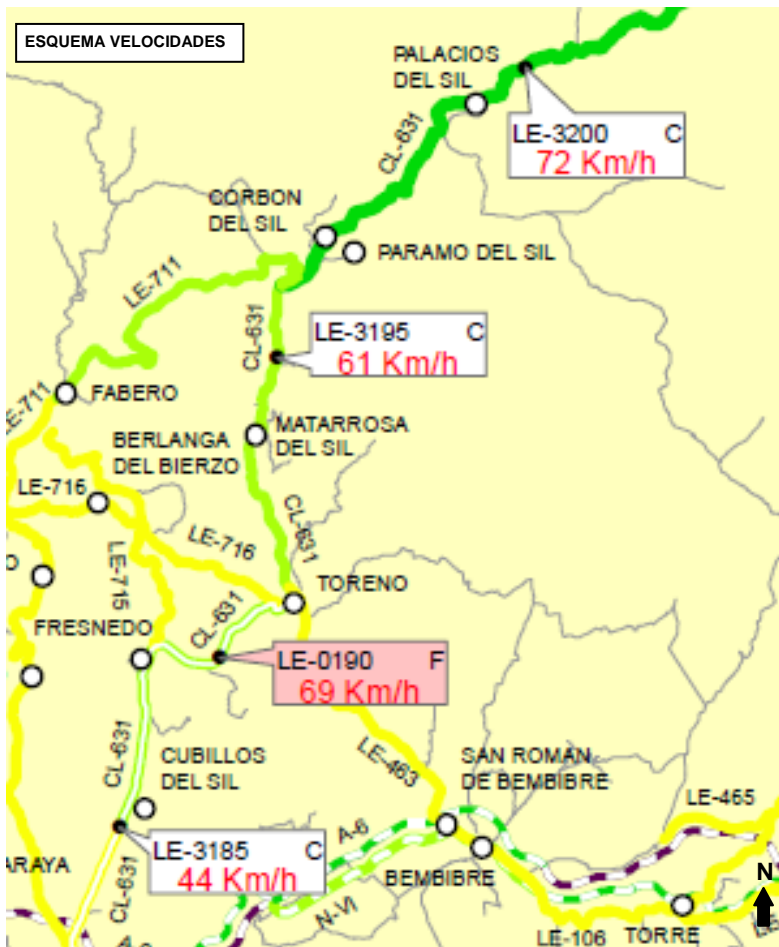 ESQUEMA VELOCIDADES
PALACIOS
DEL SIL
CL-631
LE-3200 C
72 Km/h
CORBON
DEL SIL
PARAMO DEL SIL
LE-711
CL-631
LE-3195 C
61 Km/h
FABERO
LE-711
MATARROSA
DEL SIL
BERLANGA
DEL BIERZO
LE-716
CL-631
LE-716
LE-715
TORENO
O
CL-631
FRESNEDO
LE-0190 F
69 Km/h
CL-631
CUBILLOS
DEL SIL
LE-463
SAN ROMAN
DE BEMBIBRE
LE-465
A-6
LE-3185 C
44 Km/h
ARAYA
CL-631
BEMBIBRE
N-VI
N
LE-106
TORRE